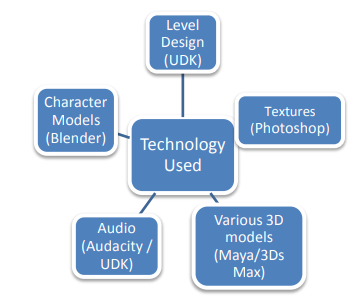 Level
Design
(UDK)
Character
Models
(Blender)
Textures
(Photoshop)
Technology
Used
Audio
(Audacity /
UDK)
Various 3D
models
(Maya/3Ds
Max)